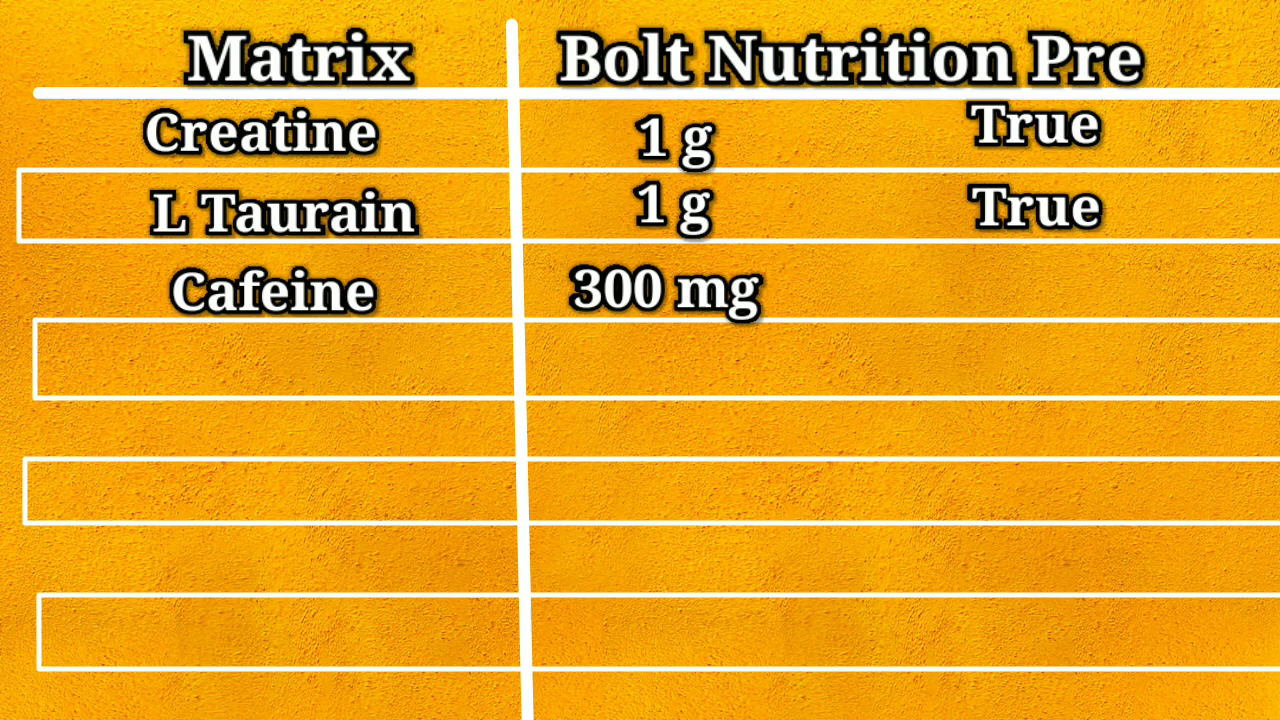 Matrix Bolt Nutrition Pre
Creatine 1 g True
L Taurain 1 g True
Cafeine 300 mg